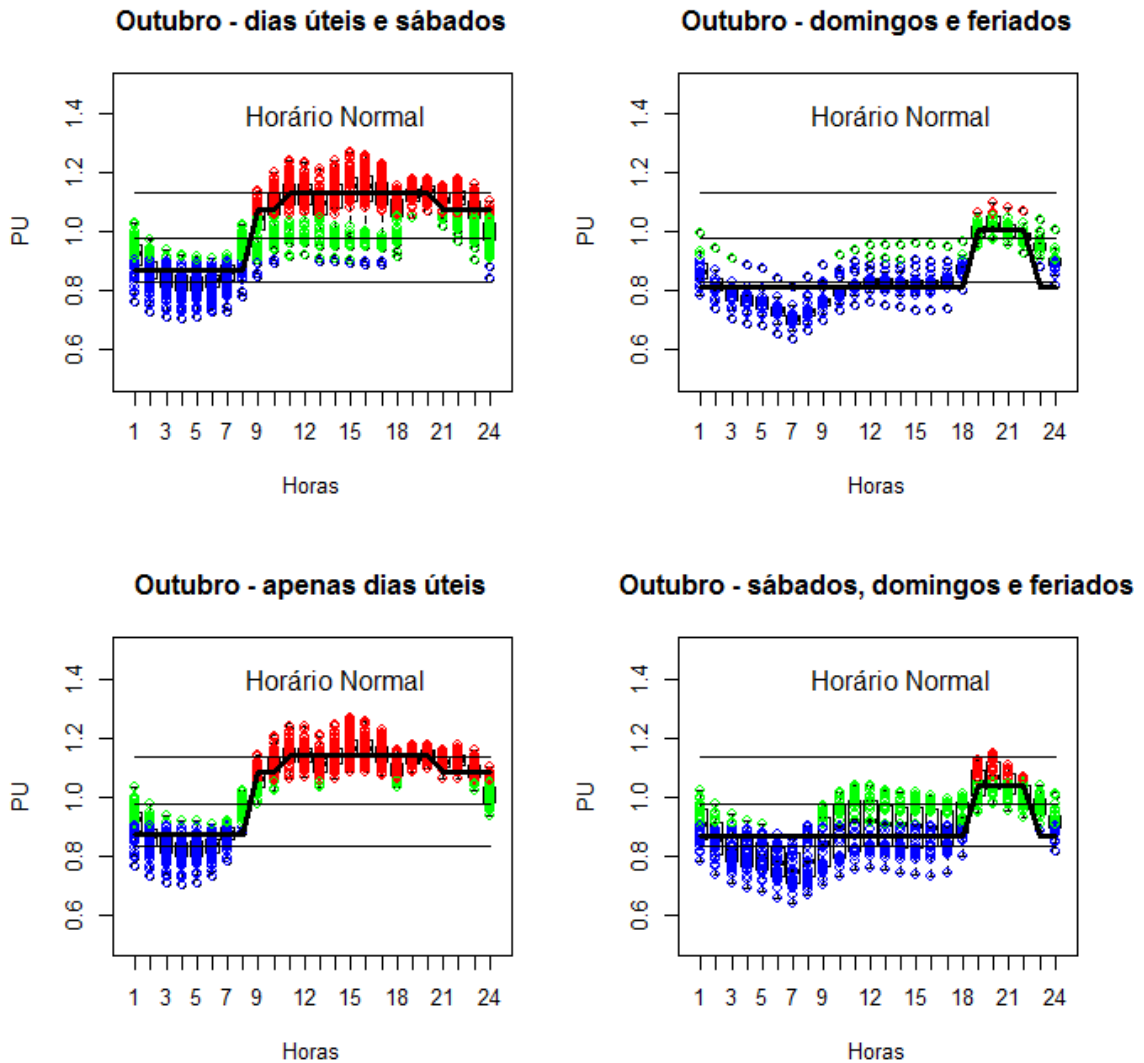 Outubro - dias úteis e sábados
Horário Normal
PU
1.4
1.2
1.0
0.8
0.6
1 3 5 7 9 12 15 18 21 24
Horas
Outubro - domingos e feriados
Horário Normal
PU
1.4
1.2
1.0
0.8
0.6
1 3 5 7 9 12 15 18 21 24
Horas
Outubro - apenas dias úteis
Horário Normal
PU
1.4
1.2
1.0
0.8
0.6
1 3 5 7 9 12 15 18 21 24
Horas
Outubro - sábados, domingos e feriados
Horário Normal
PU
1.4
1.2
1.0
0.8
0.6
1 3 5 7 9 12 15 18 21 24
Horas